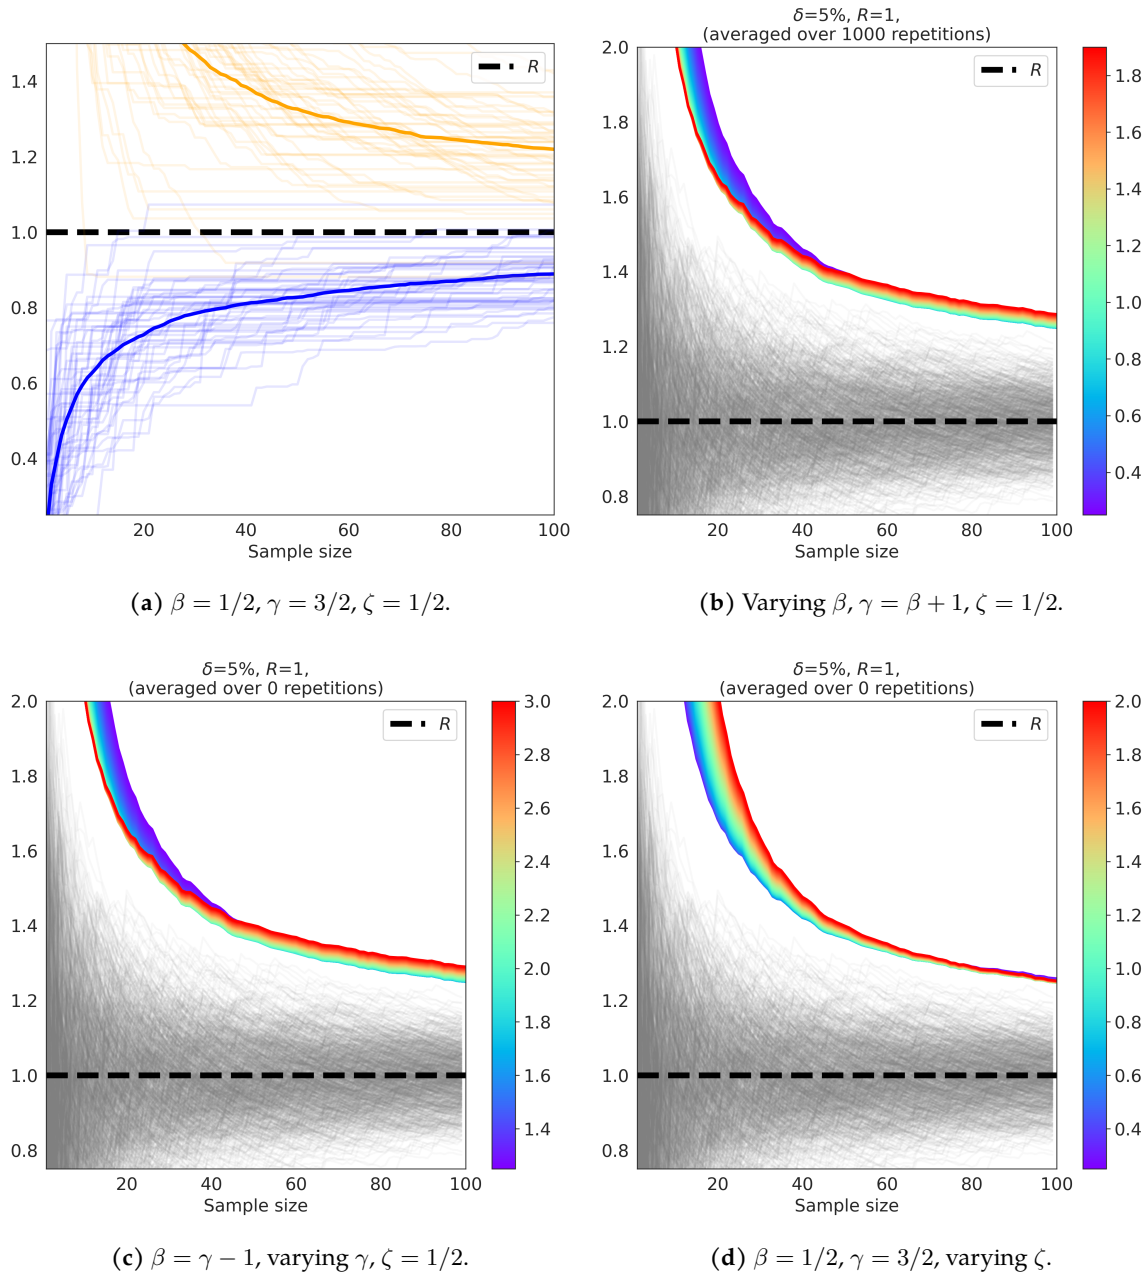 1.4
1.2
1.0
0.8
0.6
0.4
R
20 40 60 80 100
Sample size
(a) β = 1/2, γ = 3/2, ζ = 1/2.
δ=5%, R=1,
(averaged over 1000 repetitions)
2.0
1.8
1.6
1.4
1.2
1.0
0.8
R
20 40 60 80 100
Sample size
1.8
1.6
1.4
1.2
1.0
0.8
0.6
0.4
(b) Varying β, γ = β + 1, ζ = 1/2.
δ=5%, R=1,
(averaged over 0 repetitions)
2.0
1.8
1.6
1.4
1.2
1.0
0.8
R
20 40 60 80 100
Sample size
3.0
2.8
2.6
2.4
2.2
2.0
1.8
1.6
1.4
(c) β = γ − 1, varying γ, ζ = 1/2.
δ=5%, R=1,
(averaged over 0 repetitions)
2.0
1.8
1.6
1.4
1.2
1.0
0.8
R
20 40 60 80 100
Sample size
2.0
1.8
1.6
1.4
1.2
1.0
0.8
0.6
0.4
(d) β = 1/2, γ = 3/2, varying ζ.